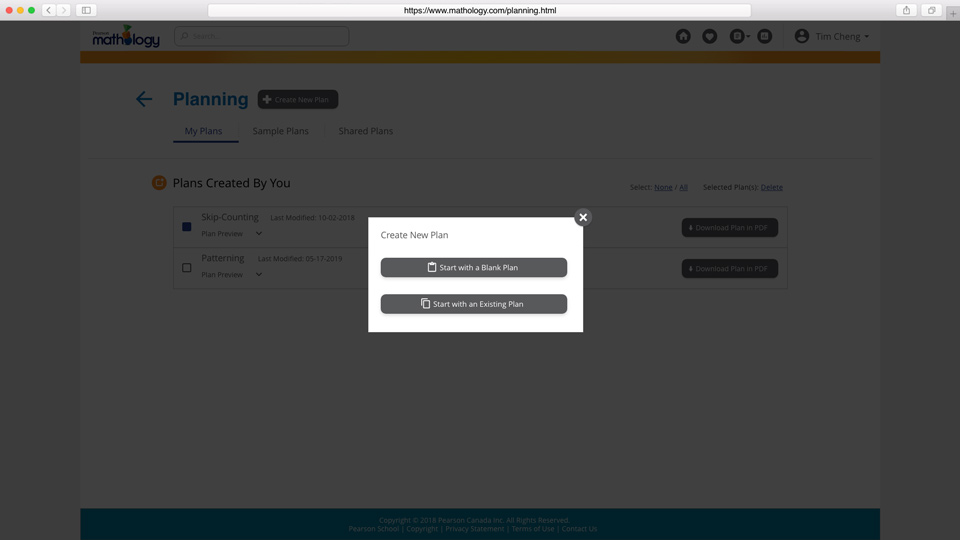 https://www.mathology.com/planning.html
Pearson
mathology
Search...
Tim Cheng
Planning
Create New Plan
My Plans
Sample Plans
Shared Plans
Plans Created By You
Select: None / All
Selected Plan(s): Delete
Skip-Counting
Last Modified: 10-02-2018
Plan Preview
Download Plan in PDF
Patterning
Last Modified: 05-17-2019
Plan Preview
Download Plan in PDF
Create New Plan
Start with a Blank Plan
Start with an Existing Plan
Copyright © 2018 Pearson Canada Inc. All Rights Reserved.
Pearson School | Copyright | Privacy Statement | Terms of Use | Contact Us